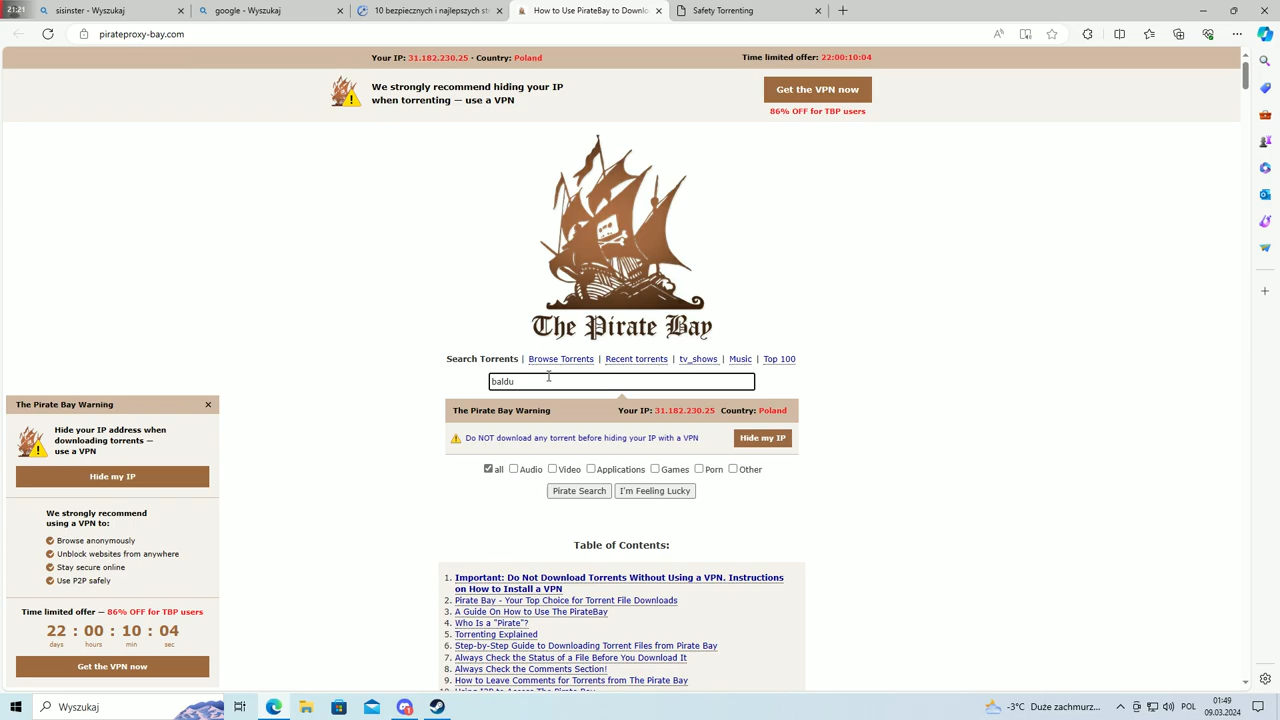 21:21
sisinster - Wyszukaj
google - Wyszukaj
10 bezpiecznych i najlepszych st
How to Use PirateBay to Downlo
Safety Torrenting
pirateproxy-bay.com
Your IP: 31.182.230.25 · Country: Poland
Time limited offer: 22:00:10:04
We strongly recommend hiding your IP
when torrenting — use a VPN
Get the VPN now
86% OFF for TBP users
The Pirate Bay
Search Torrents | Browse Torrents | Recent torrents | tv_shows | Music | Top 100
baldu
The Pirate Bay Warning
Your IP: 31.182.230.25 Country: Poland
Do NOT download any torrent before hiding your IP with a VPN
Hide my IP
all Audio Video Applications Games Porn Other
Pirate Search
I'm Feeling Lucky
Table of Contents:
1. Important: Do Not Download Torrents Without Using a VPN. Instructions
on How to Install a VPN
2. Pirate Bay - Your Top Choice for Torrent File Downloads
3. A Guide On How to Use The PirateBay
4. Who Is a "Pirate"?
5. Torrenting Explained
6. Step-by-Step Guide to Downloading Torrent Files from Pirate Bay
7. Always Check the Status of a File Before You Download It
8. Always Check the Comments Section!
9. How to Leave Comments for Torrents from The Pirate Bay
The Pirate Bay Warning
Hide your IP address when
downloading torrents —
use a VPN
Hide my IP
We strongly recommend
using a VPN to:
Browse anonymously
Unblock websites from anywhere
Stay secure online
Use P2P safely
Time limited offer — 86% OFF for TBP users
22 : 00 : 10 : 04
days hours min sec
Get the VPN now
Wyszukaj
-3°C Duże zachmurz...
POL
01:49
09.03.2024